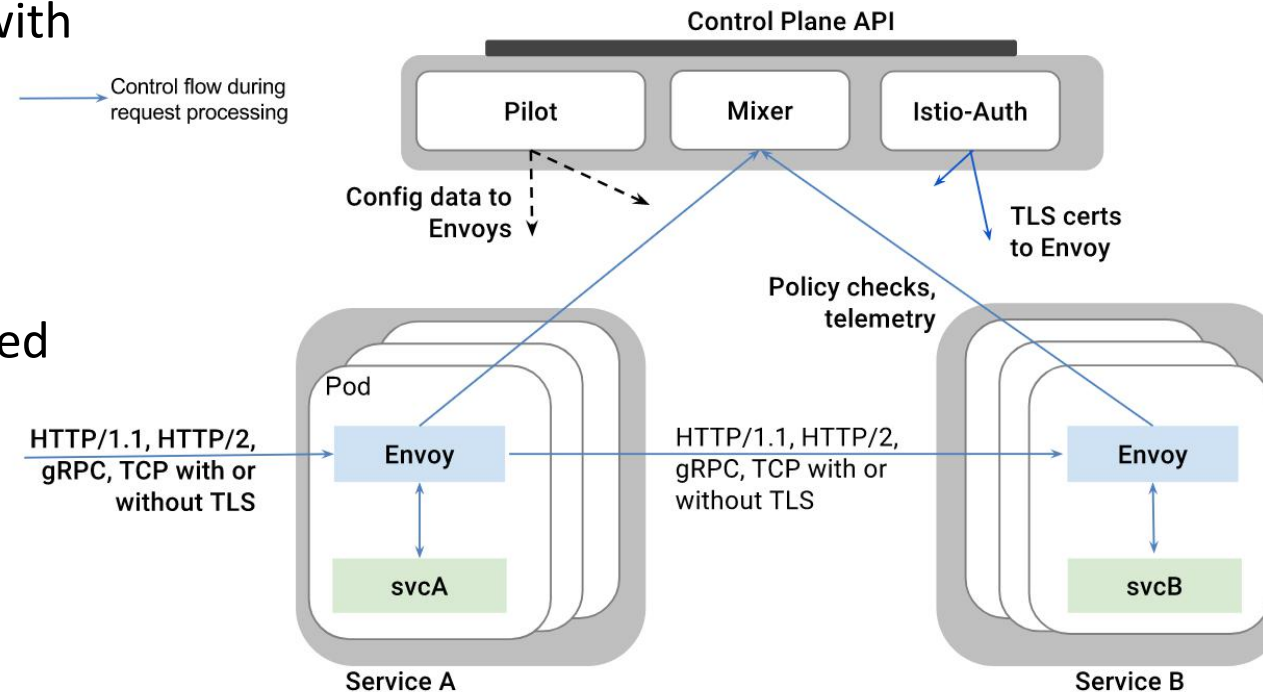 with
Control Plane API
Control flow during
request processing
Pilot
Mixer
Istio-Auth
Config data to
Envoys
TLS certs
to Envoy
Policy checks,
telemetry
ed
Pod
HTTP/1.1, HTTP/2,
gRPC, TCP with or
without TLS
Envoy
HTTP/1.1, HTTP/2,
gRPC, TCP with or
without TLS
Envoy
svcA
svcB
Service A
Service B